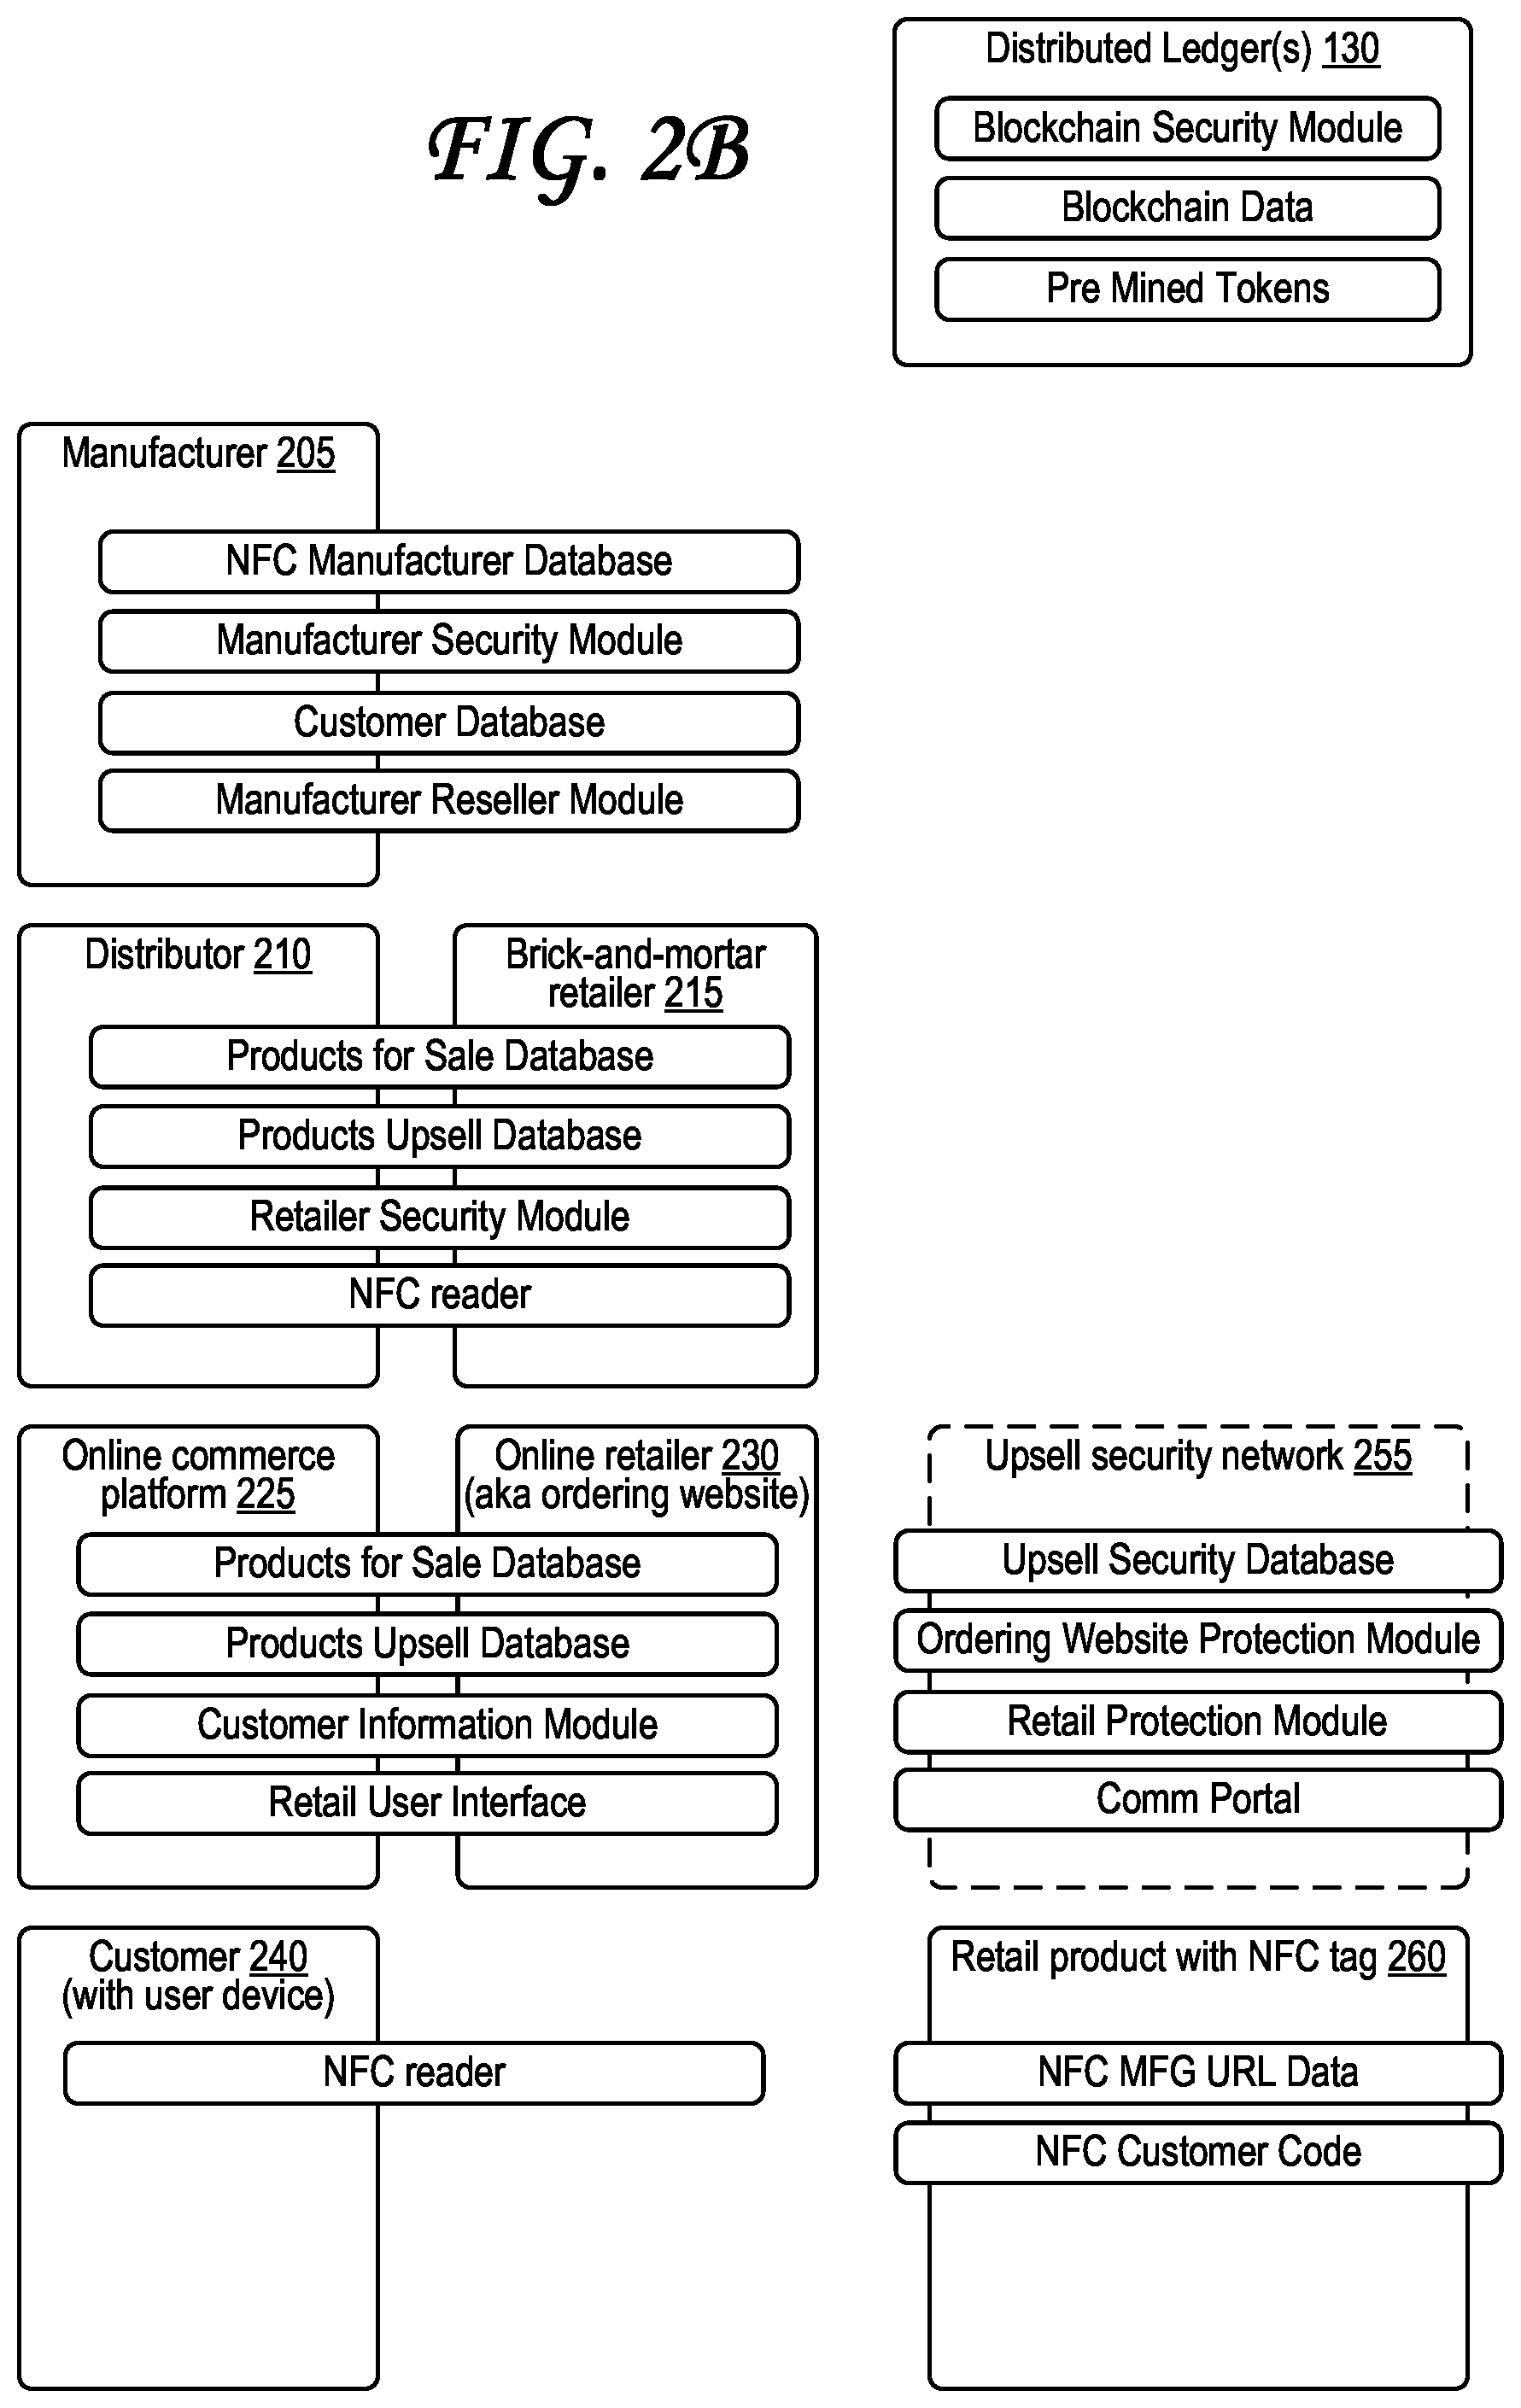 Distributed Ledger(s) 130
Blockchain Security Module
Blockchain Data
Pre Mined Tokens
FIG. 2B
Manufacturer 205
NFC Manufacturer Database
Manufacturer Security Module
Customer Database
Manufacturer Reseller Module
Distributor 210
Brick-and-mortar
retailer 215
Products for Sale Database
Products Upsell Database
Retailer Security Module
NFC reader
Online commerce
platform 225
Online retailer 230
(aka ordering website)
Products for Sale Database
Products Upsell Database
Customer Information Module
Retail User Interface
Upsell security network 255
Upsell Security Database
Ordering Website Protection Module
Retail Protection Module
Comm Portal
Customer 240
(with user device)
NFC reader
Retail product with NFC tag 260
NFC MFG URL Data
NFC Customer Code